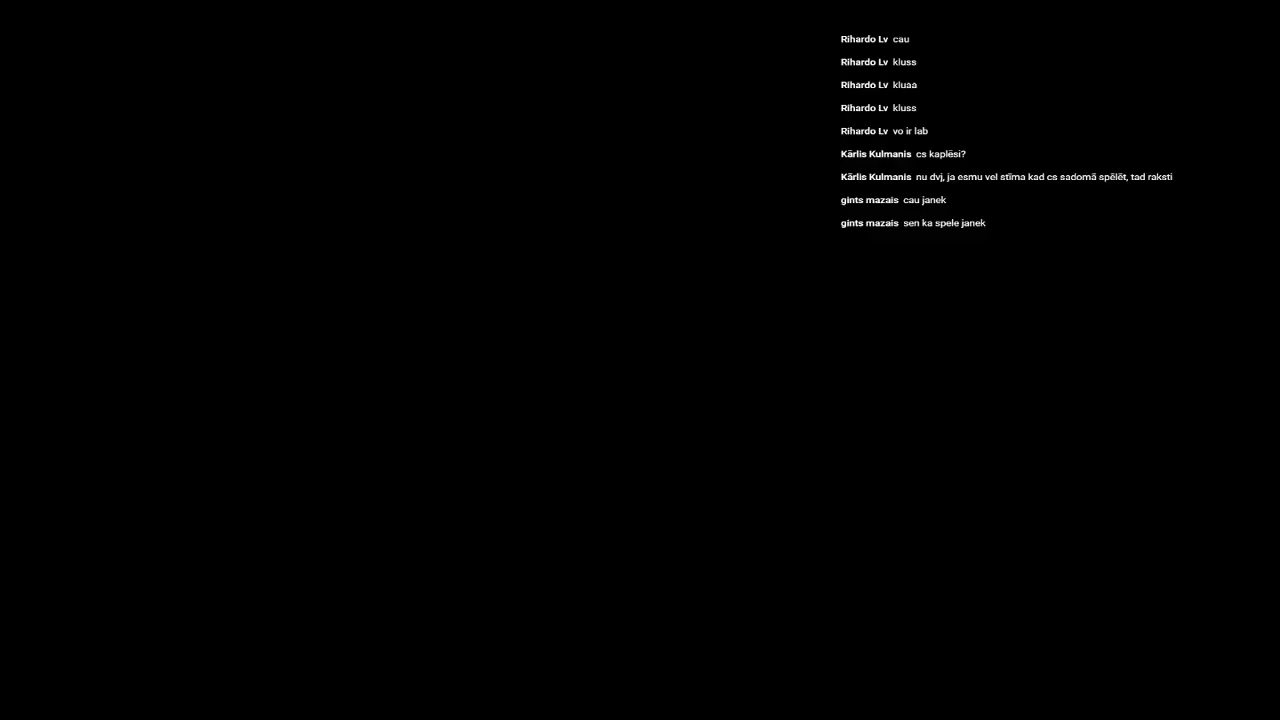 Rihardo Lv cau
Rihardo Lv kluss
Rihardo Lv kluaa
Rihardo Lv kluss
Rihardo Lv vo ir lab
Kārlis Kulmanis cs kaplēsi?
Kārlis Kulmanis nu dvj, ja esmu vel stīma kad cs sadomā spēlēt, tad raksti
gints mazais cau janek
gints mazais sen ka spele janek